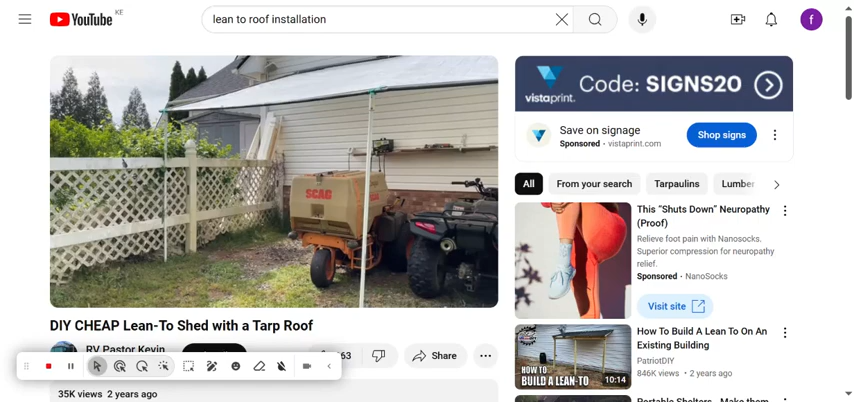 YouTube KE
lean to roof installation
f
SCAG
vistaprint.
Code: SIGNS20
Save on signage
Sponsored • vistaprint.com
Shop signs
All
From your search
Tarpaulins
Lumber
This "Shuts Down" Neuropathy
(Proof)
Relieve foot pain with Nanosocks.
Superior compression for neuropathy
relief.
Sponsored • NanoSocks
Visit site
DIY CHEAP Lean-To Shed with a Tarp Roof
RV Pastor Kevin
63
Share
35K views 2 years ago
HOW TO
BUILD A LEAN-TO
10:14
How To Build A Lean To On An
Existing Building
PatriotDIY
846K views • 2 years ago